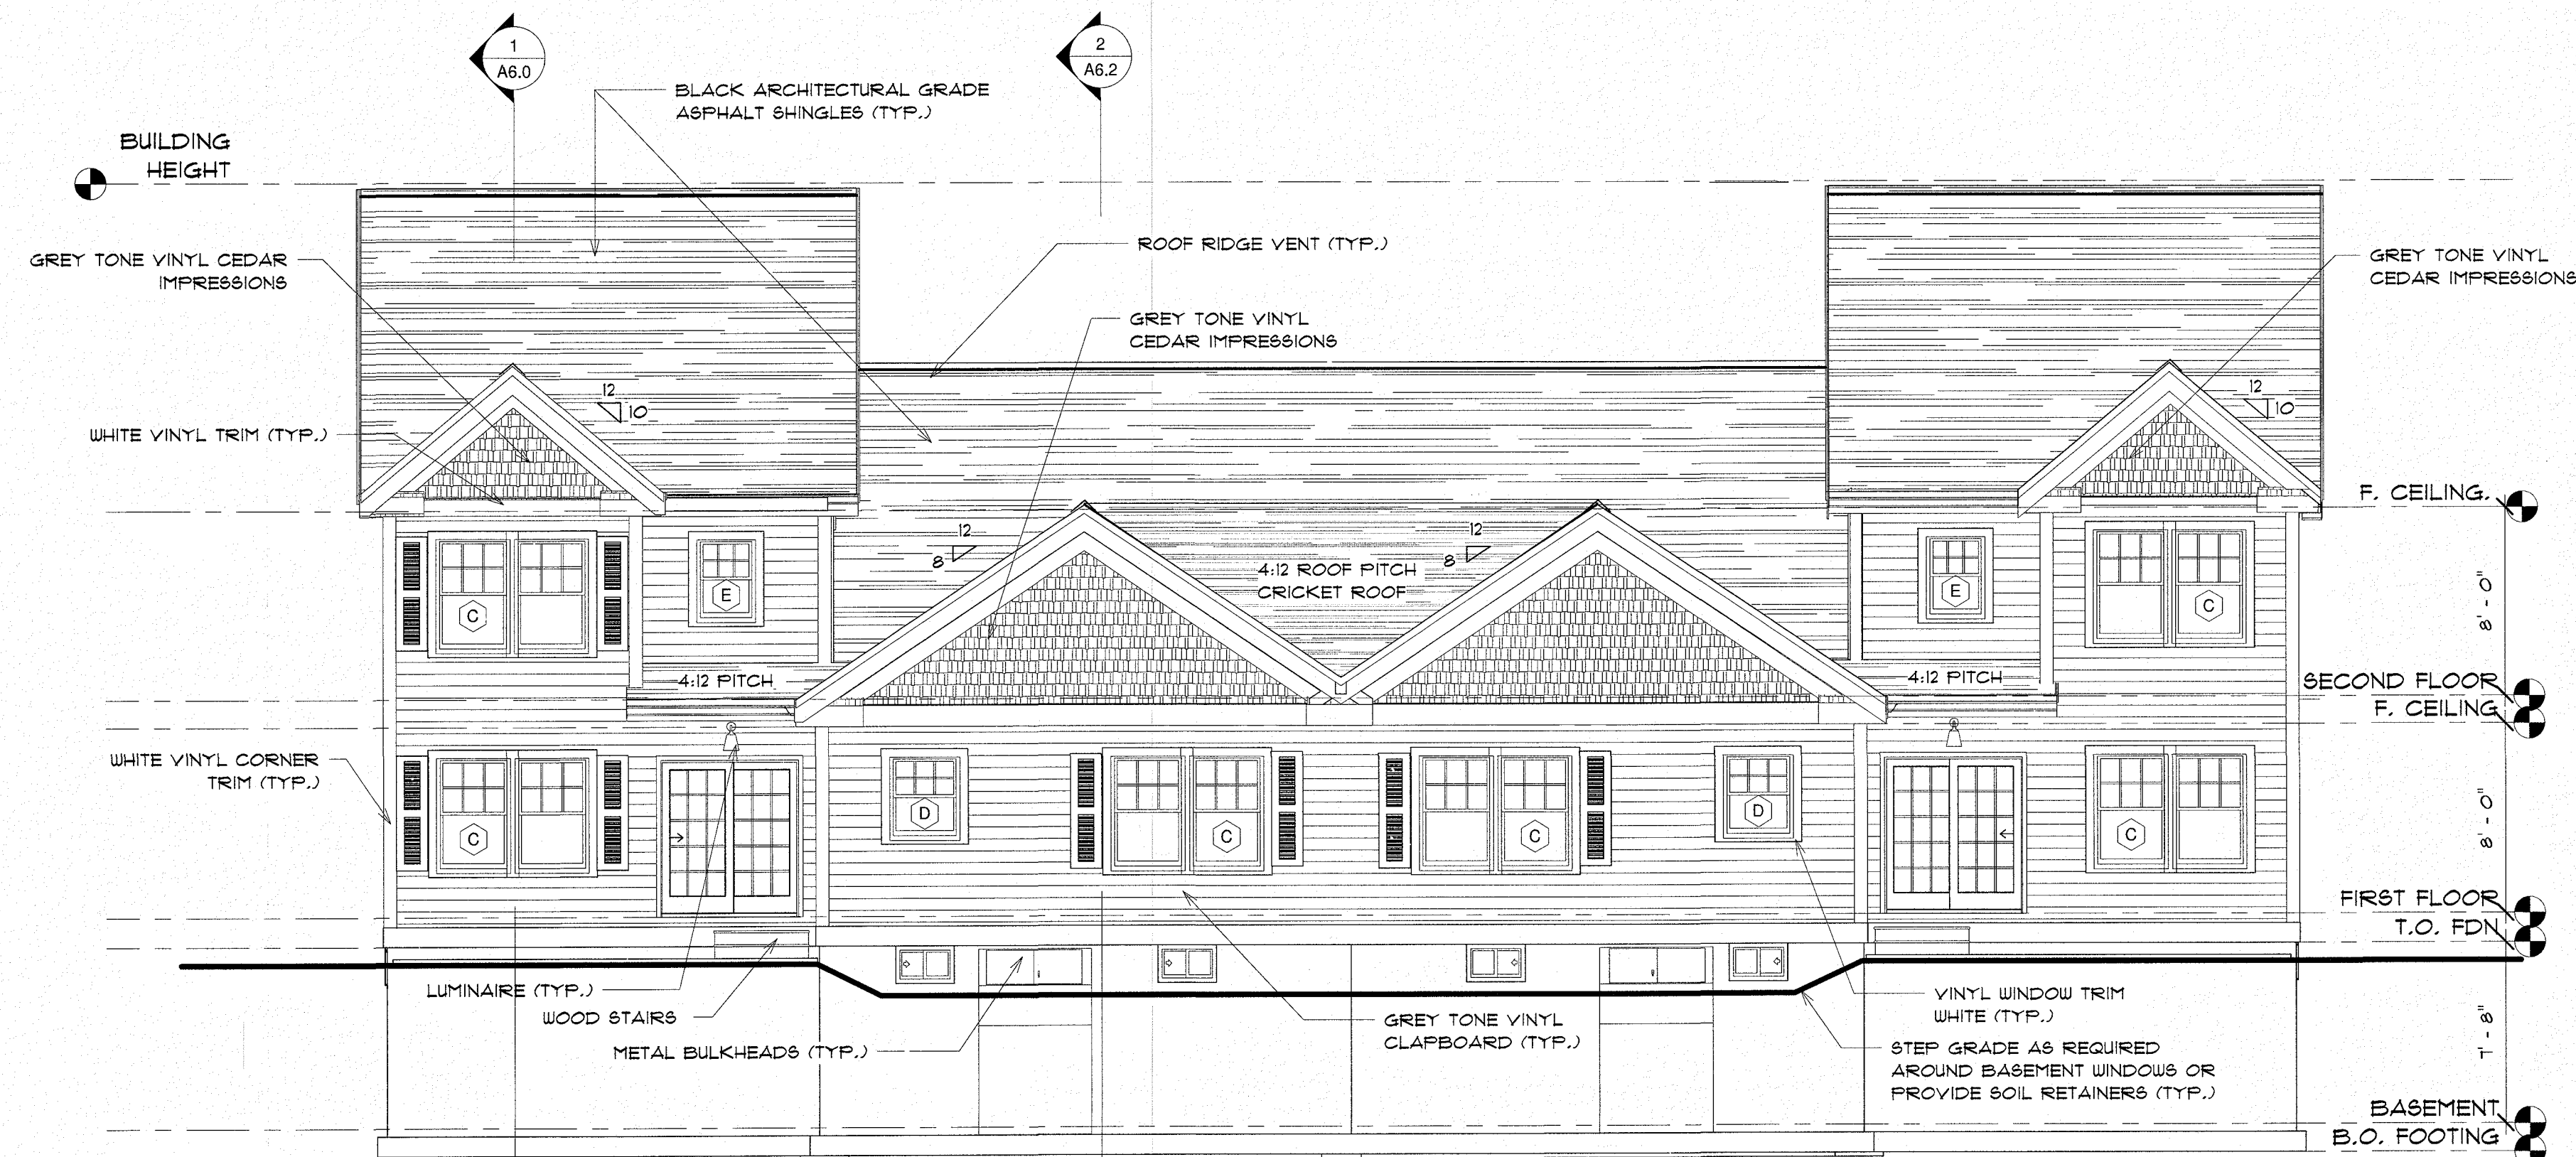 1
A6.0
2
A6.2
BLACK ARCHITECTURAL GRADE
ASPHALT SHINGLES (TYP.)
BUILDING
HEIGHT
ROOF RIDGE VENT (TYP.)
GREY TONE VINYL CEDAR
IMPRESSIONS
GREY TONE VINYL
CEDAR IMPRESSIONS
GREY TONE VINYL
CEDAR IMPRESSIONS
12
10
12
10
WHITE VINYL TRIM (TYP.)
F. CEILING.
12
8
12
8
4:12 ROOF PITCH
CRICKET ROOF
E
E
C
C
8' - 0"
4:12 PITCH
4:12 PITCH
SECOND FLOOR
F. CEILING
WHITE VINYL CORNER
TRIM (TYP.)
D
D
C
C
C
C
8' - 0"
FIRST FLOOR
T.O. FDN
LUMINAIRE (TYP.)
WOOD STAIRS
METAL BULKHEADS (TYP.)
GREY TONE VINYL
CLAPBOARD (TYP.)
VINYL WINDOW TRIM
WHITE (TYP.)
STEP GRADE AS REQUIRED
AROUND BASEMENT WINDOWS OR
PROVIDE SOIL RETAINERS (TYP.)
7' - 8"
BASEMENT
B.O. FOOTING